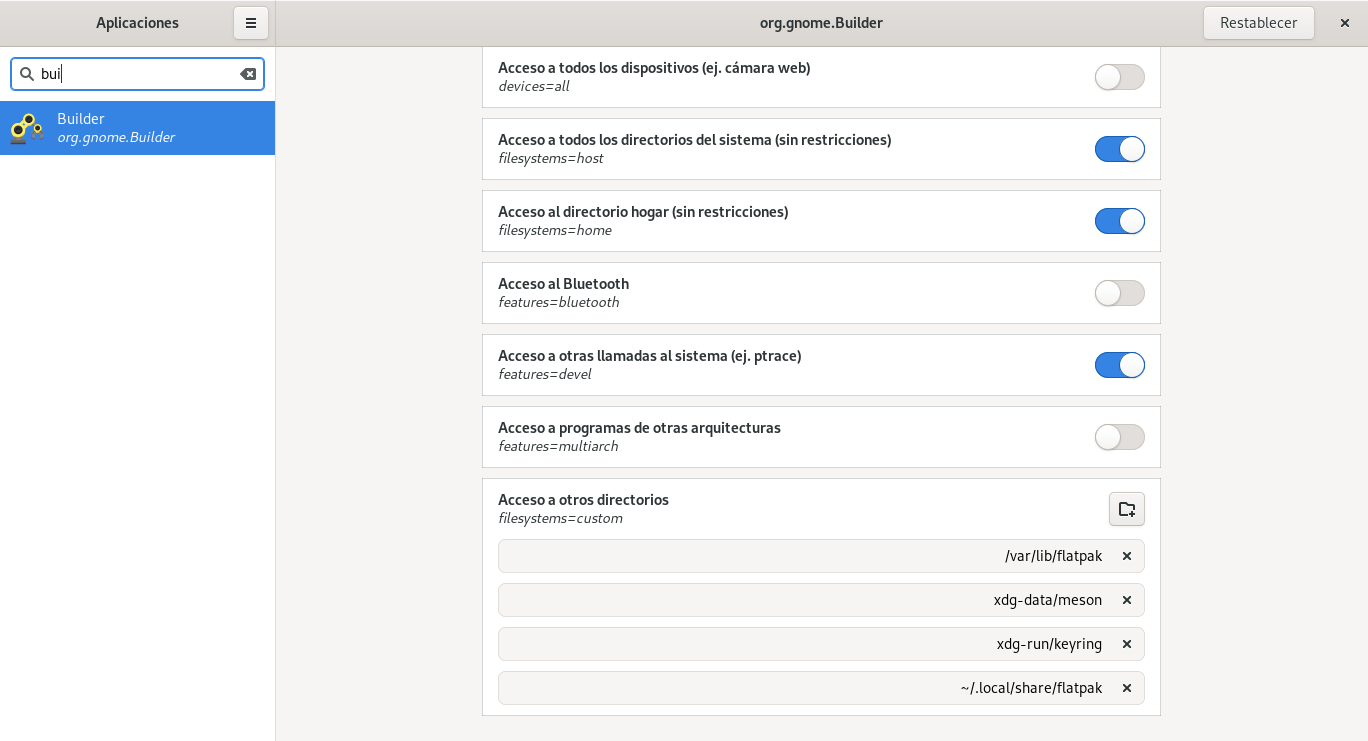 Aplicaciones
org.gnome.Builder
Restablecer
bui
Builder
org.gnome.Builder
Acceso a todos los dispositivos (ej. cámara web)
devices=all
Acceso a todos los directorios del sistema (sin restricciones)
filesystems=host
Acceso al directorio hogar (sin restricciones)
filesystems=home
Acceso al Bluetooth
features=bluetooth
Acceso a otras llamadas al sistema (ej. ptrace)
features=devel
Acceso a programas de otras arquitecturas
features=multiarch
Acceso a otros directorios
filesystems=custom
/var/lib/flatpak
xdg-data/meson
xdg-run/keyring
~/.local/share/flatpak